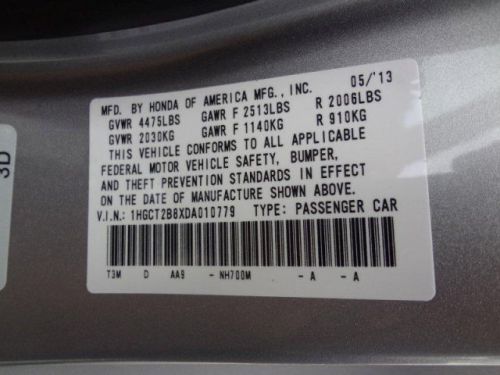 MFD. BY HONDA OF AMERICA MFG., INC. 05/'13
GVWR 4475LBS GAWR F 2513LBS R 2006LBS
GVWR 2030KG GAWR F 1140KG R 910KG
THIS VEHICLE CONFORMS TO ALL APPLICABLE
FEDERAL MOTOR VEHICLE SAFETY, BUMPER,
AND THEFT PREVENTION STANDARDS IN EFFECT
ON THE DATE OF MANUFACTURE SHOWN ABOVE.
V.I.N.: 1HGCT2B8XDA010779 TYPE: PASSENGER CAR
T3M D AA9 - NH700M - A - A
3D